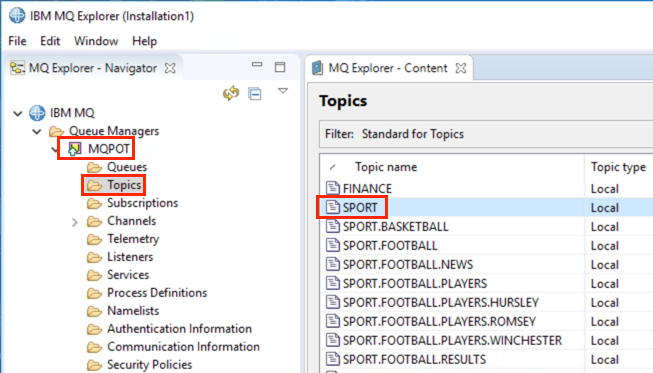 IBM MQ Explorer (Installation1)
File Edit Window Help
MQ Explorer - Navigator
IBM MQ
Queue Managers
MQPOT
Queues
Topics
Subscriptions
Channels
Telemetry
Listeners
Services
Process Definitions
Namelists
Authentication Information
Communication Information
Security Policies
MQ Explorer - Content
Topics
Filter: Standard for Topics
Topic name Topic type
FINANCE Local
SPORT Local
SPORT.BASKETBALL Local
SPORT.FOOTBALL Local
SPORT.FOOTBALL.NEWS Local
SPORT.FOOTBALL.PLAYERS Local
SPORT.FOOTBALL.PLAYERS.HURSLEY Local
SPORT.FOOTBALL.PLAYERS.ROMSEY Local
SPORT.FOOTBALL.PLAYERS.WINCHESTER Local
SPORT.FOOTBALL.RESULTS Local